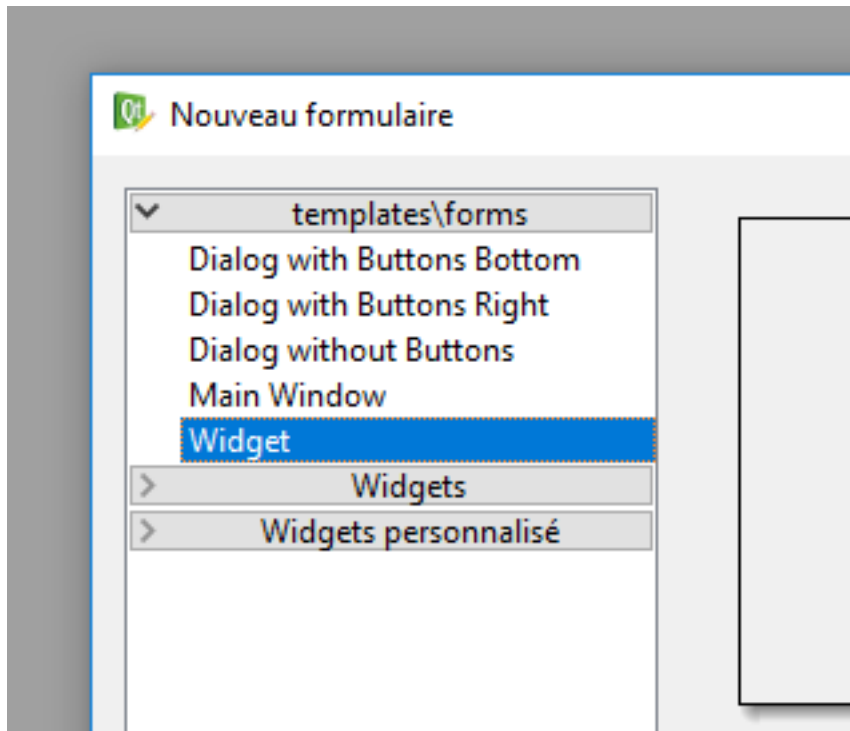 Qt
Nouveau formulaire
templates\forms
Dialog with Buttons Bottom
Dialog with Buttons Right
Dialog without Buttons
Main Window
Widget
Widgets
Widgets personnalisé